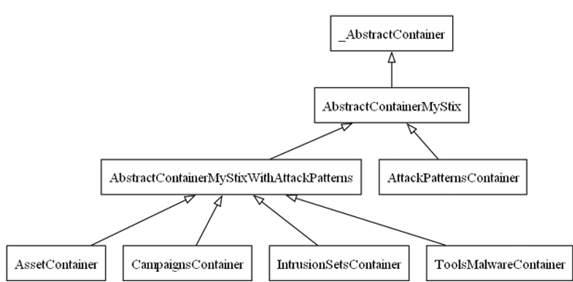 _AbstractContainer
AbstractContainerMyStix
AbstractContainerMyStixWithAttackPatterns
AttackPatternsContainer
AssetContainer
CampaignsContainer
IntrusionSetsContainer
ToolsMalwareContainer